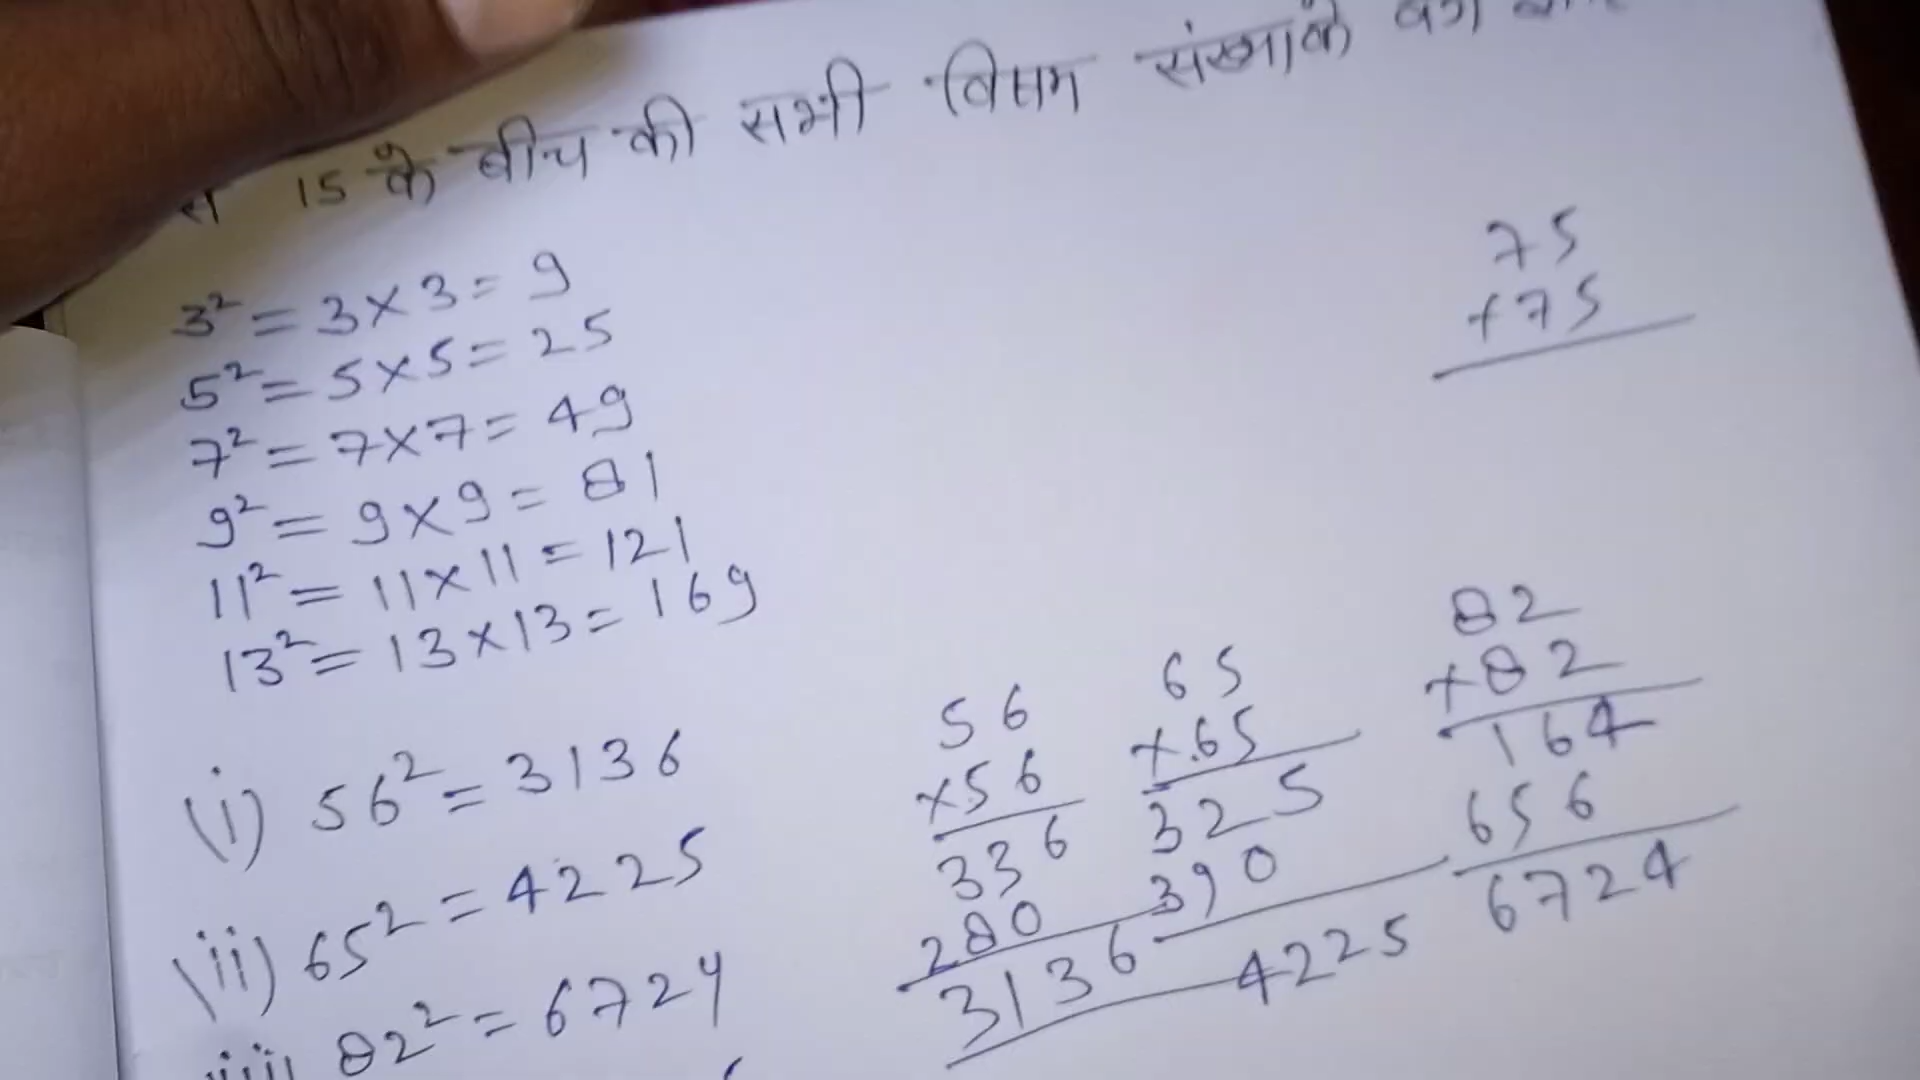 15 के बीच की सभी विषम संख्या के वर्ग
3² = 3×3= 9
5² = 5×5= 25
7² = 7×7= 49
9² = 9×9= 81
11² = 11×11 = 121
13² = 13×13= 169
(i) 56² = 3136
(ii) 65² = 4225
82² = 6724
75
×75
56
×56
336
280
3136
65
×65
325
390
4225
82
×82
164
656
6724